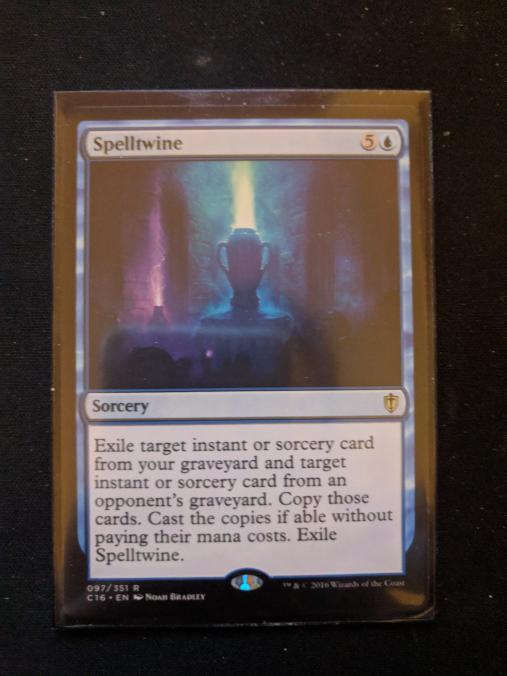 Spelltwine 5
Sorcery
Exile target instant or sorcery card
from your graveyard and target
instant or sorcery card from an
opponent's graveyard. Copy those
cards. Cast the copies if able without
paying their mana costs. Exile
Spelltwine.
097/351 R
C16 • EN NOAH BRADLEY
™ & © 2016 Wizards of the Coast